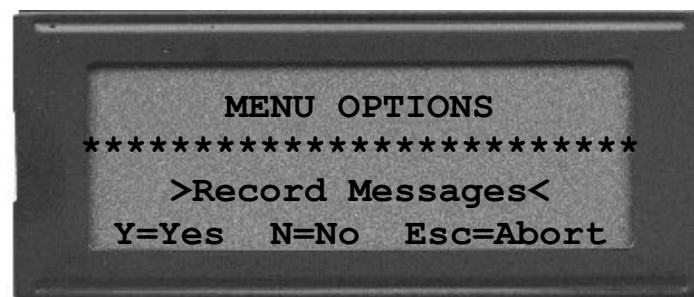 MENU OPTIONS
*************************
>Record Messages<
Y=Yes N=No Esc=Abort